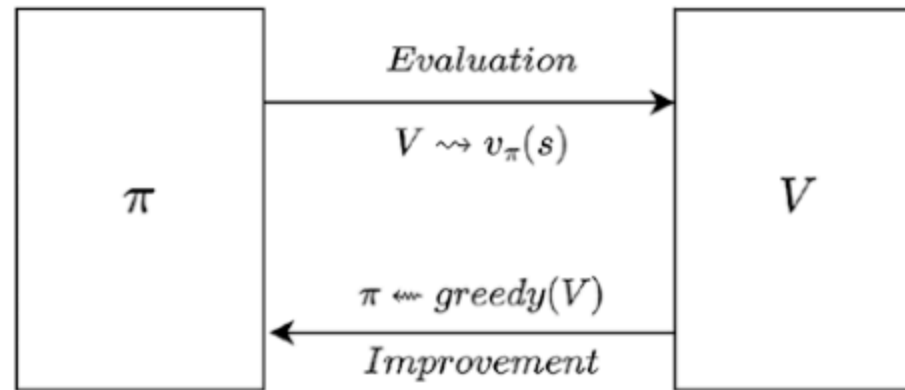 Evaluation
V ⇝ v_π(s)
π
V
π ⬳ greedy(V)
Improvement